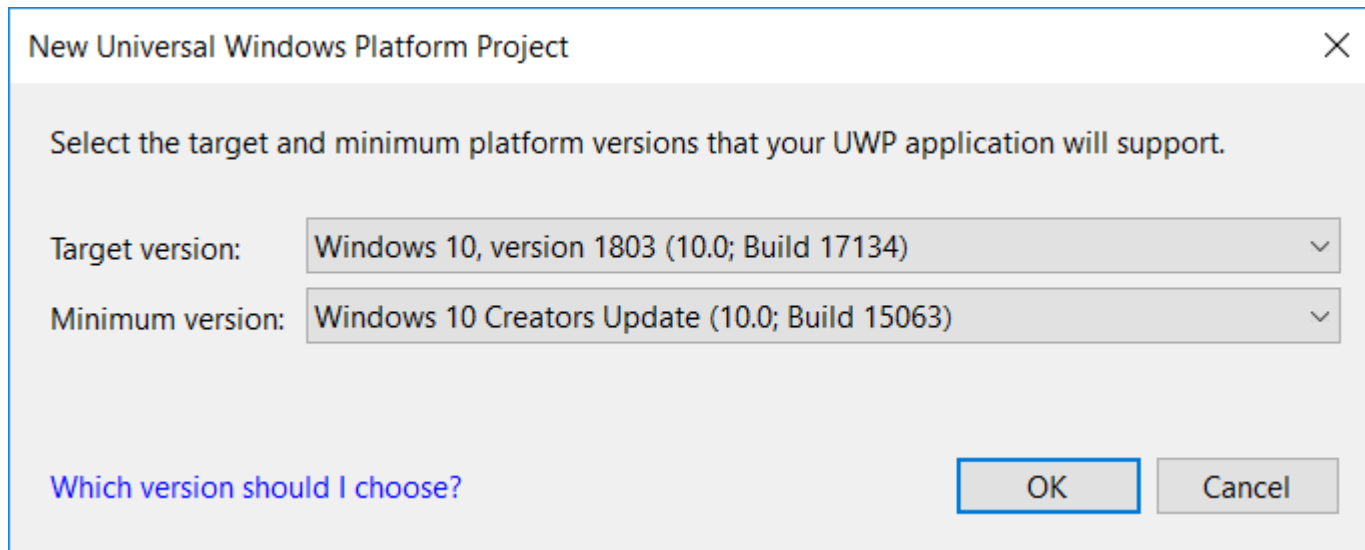 New Universal Windows Platform Project
Select the target and minimum platform versions that your UWP application will support.
Target version: Windows 10, version 1803 (10.0; Build 17134)
Minimum version: Windows 10 Creators Update (10.0; Build 15063)
Which version should I choose? OK Cancel